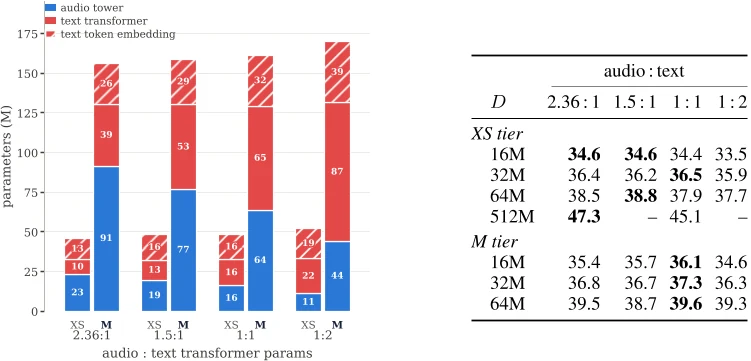 audio tower
text transformer
text token embedding
parameters (M)
175
150
125
100
75
50
25
0
13
10
23
26
39
91
16
13
19
29
53
77
16
16
16
32
65
64
19
22
11
39
87
44
XS M XS M XS M XS M
2.36:1 1.5:1 1:1 1:2
audio : text transformer params
audio : text
D 2.36 : 1 1.5 : 1 1 : 1 1 : 2
XS tier
16M 34.6 34.6 34.4 33.5
32M 36.4 36.2 36.5 35.9
64M 38.5 38.8 37.9 37.7
512M 47.3 – 45.1 –
M tier
16M 35.4 35.7 36.1 34.6
32M 36.8 36.7 37.3 36.3
64M 39.5 38.7 39.6 39.3